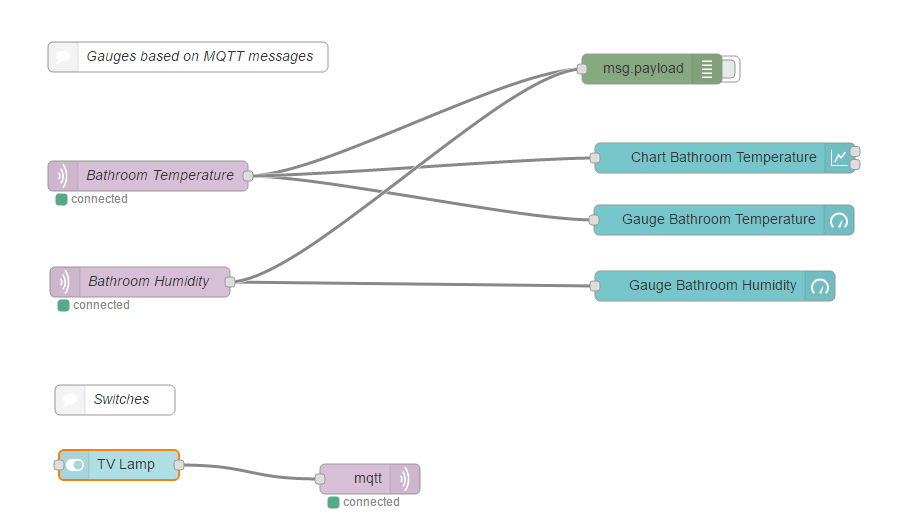 Gauges based on MQTT messages
msg.payload
Chart Bathroom Temperature
Bathroom Temperature
connected
Gauge Bathroom Temperature
Bathroom Humidity
connected
Gauge Bathroom Humidity
Switches
TV Lamp
mqtt
connected